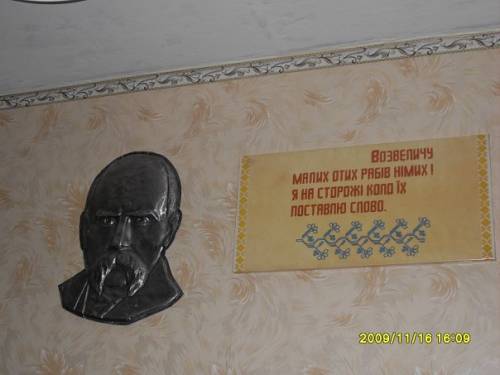 Возвеличу
малих отих рабів німих і
я на сторожі коло їх
поставлю слово.
2009/11/16 16:09